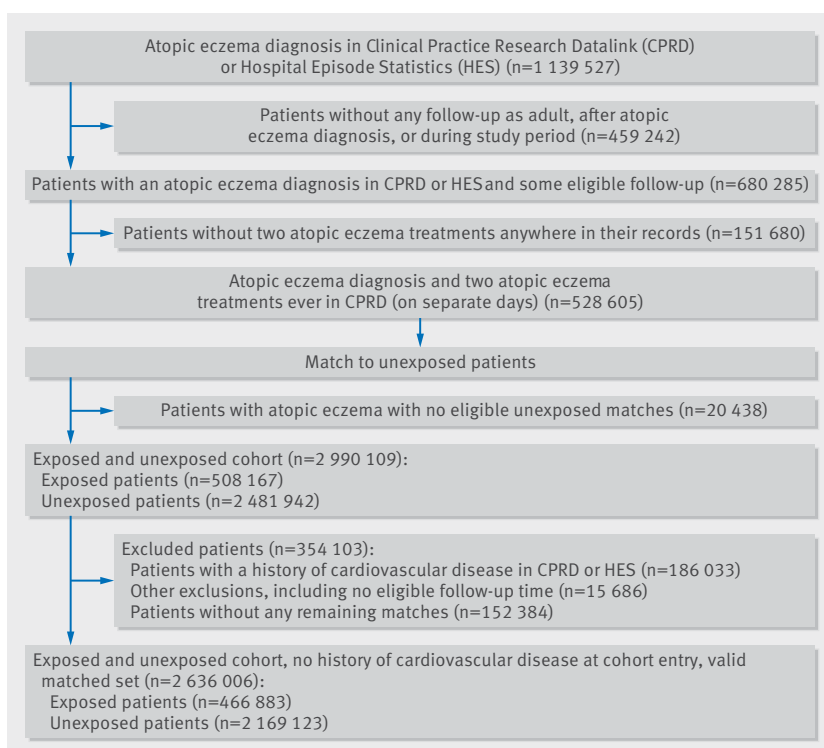 Atopic eczema diagnosis in Clinical Practice Research Datalink (CPRD)
or Hospital Episode Statistics (HES) (n=1 139 527)
Patients without any follow-up as adult, after atopic
eczema diagnosis, or during study period (n=459 242)
Patients with an atopic eczema diagnosis in CPRD or HES and some eligible follow-up (n=680 285)
Patients without two atopic eczema treatments anywhere in their records (n=151 680)
Atopic eczema diagnosis and two atopic eczema
treatments ever in CPRD (on separate days) (n=528 605)
Match to unexposed patients
Patients with atopic eczema with no eligible unexposed matches (n=20 438)
Exposed and unexposed cohort (n=2 990 109):
Exposed patients (n=508 167)
Unexposed patients (n=2 481 942)
Excluded patients (n=354 103):
Patients with a history of cardiovascular disease in CPRD or HES (n=186 033)
Other exclusions, including no eligible follow-up time (n=15 686)
Patients without any remaining matches (n=152 384)
Exposed and unexposed cohort, no history of cardiovascular disease at cohort entry, valid
matched set (n=2 636 006):
Exposed patients (n=466 883)
Unexposed patients (n=2 169 123)